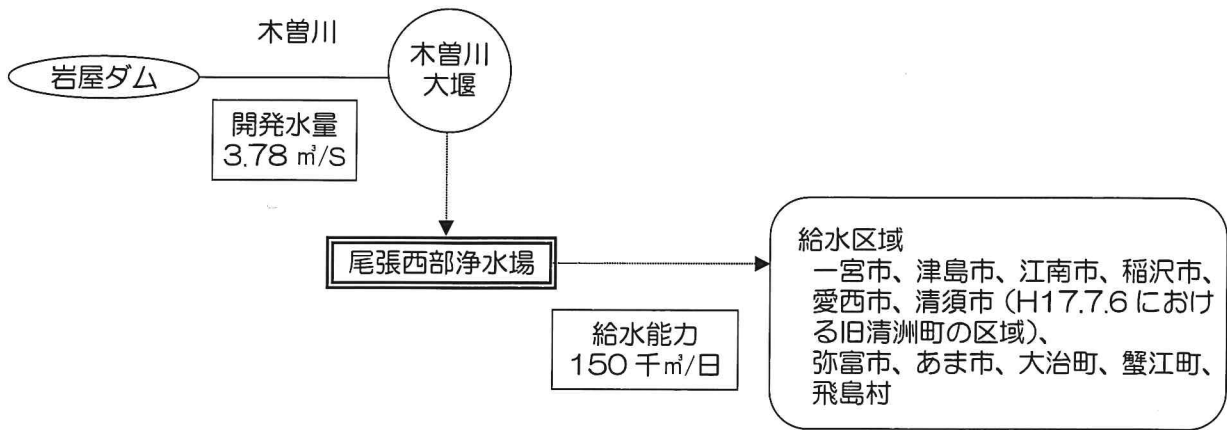 木曽川
岩屋ダム
木曽川
大堰
開発水量
3.78 ㎥/S
尾張西部浄水場
給水能力
150 千㎥/日
給水区域
一宮市、津島市、江南市、稲沢市、
愛西市、清須市（H17.7.6 におけ
る旧清洲町の区域）、
弥富市、あま市、大治町、蟹江町、
飛島村